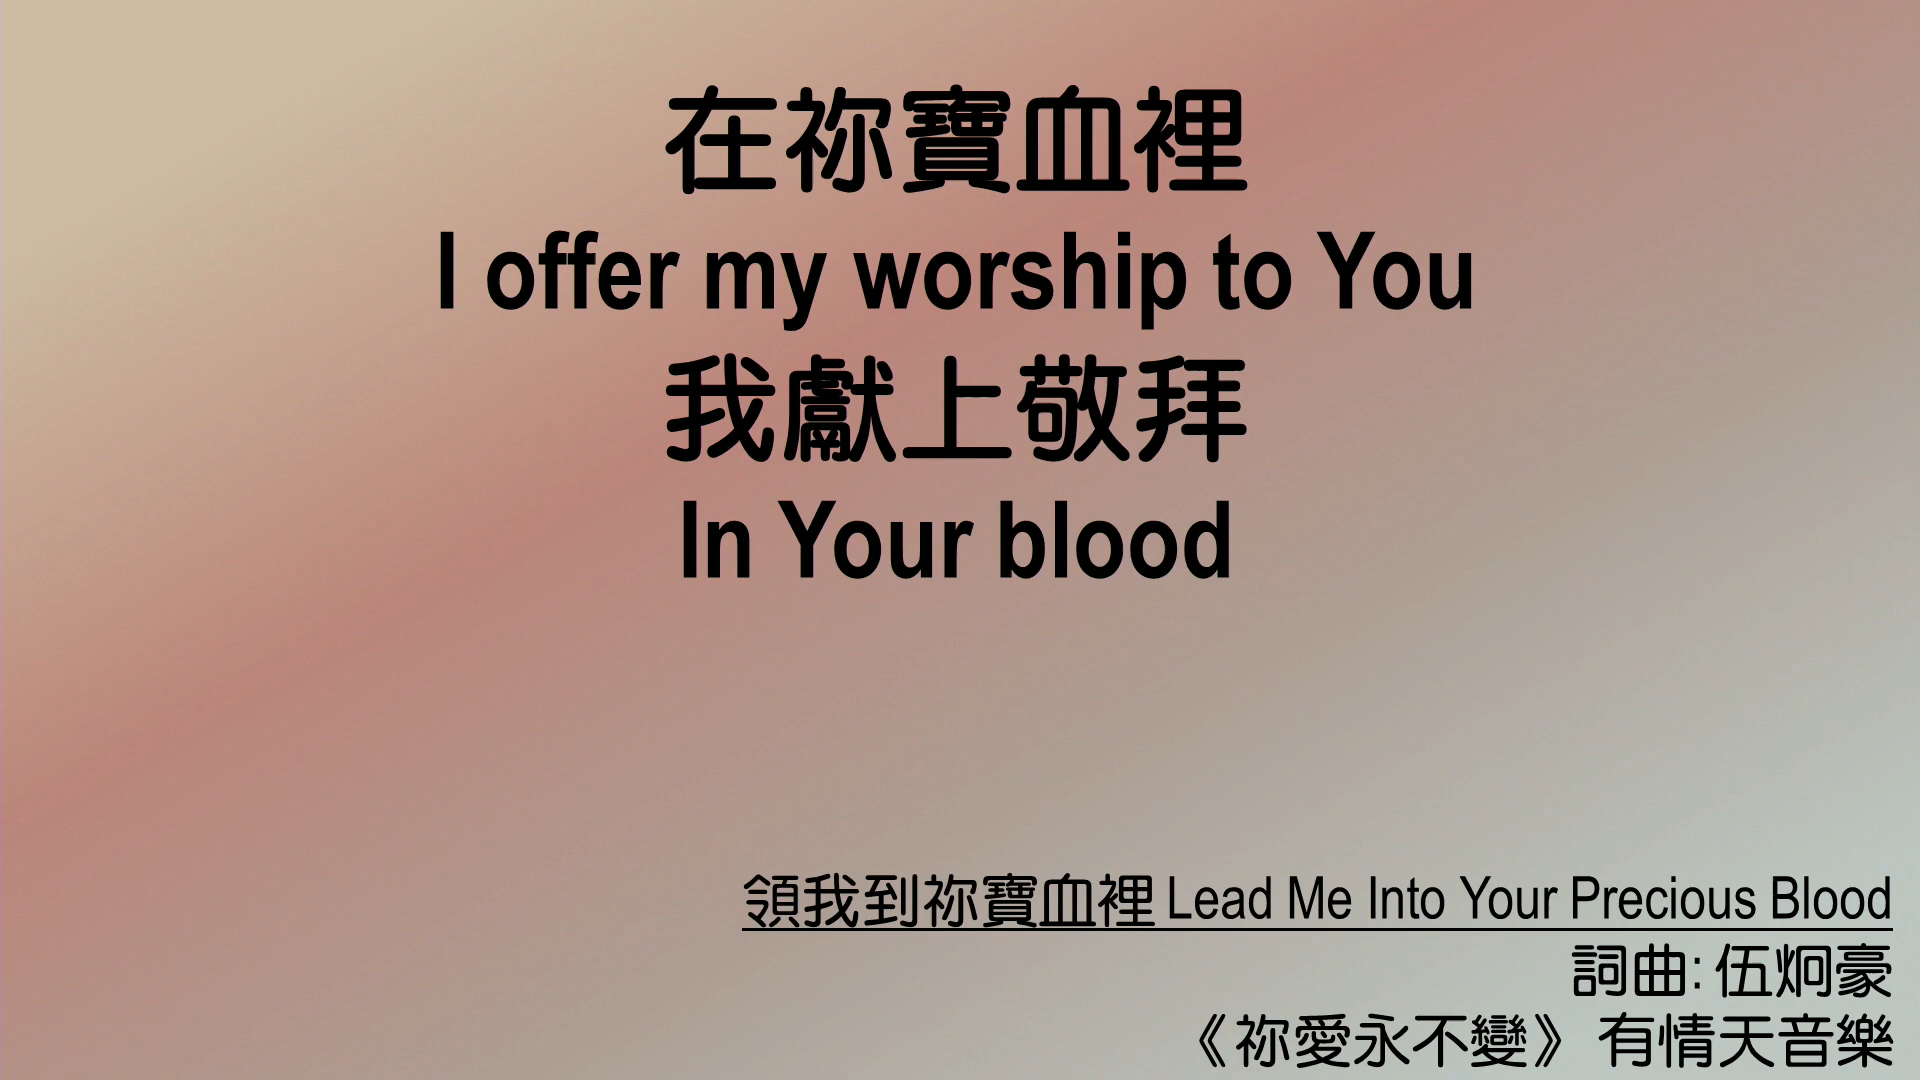 在祢寶血裡
I offer my worship to You
我獻上敬拜
In Your blood
領我到祢寶血裡 Lead Me Into Your Precious Blood
詞曲: 伍炯豪
《祢愛永不變》 有情天音樂